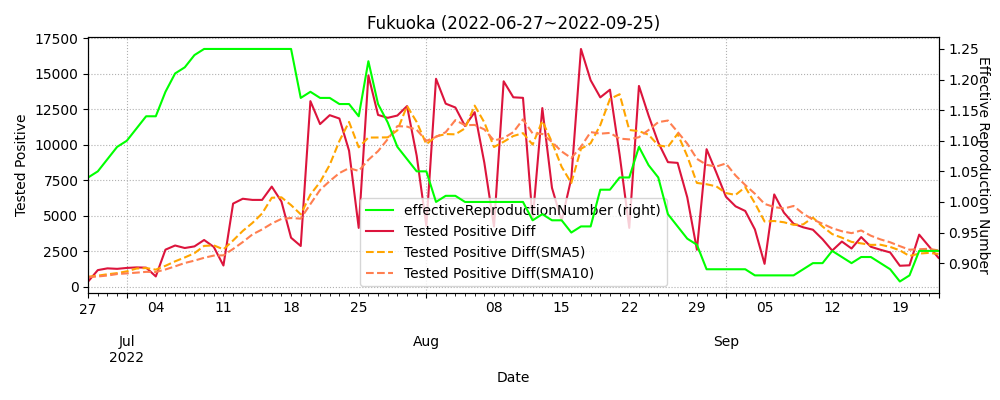 Fukuoka (2022-06-27~2022-09-25)
17500
15000
12500
10000
7500
5000
2500
0
Tested Positive
1.25
1.20
1.15
1.10
1.05
1.00
0.95
0.90
Effective Reproduction Number
effectiveReproductionNumber (right)
Tested Positive Diff
Tested Positive Diff(SMA5)
Tested Positive Diff(SMA10)
27 04 11 18 25 08 15 22 29 05 12 19
Jul Aug Sep
2022
Date